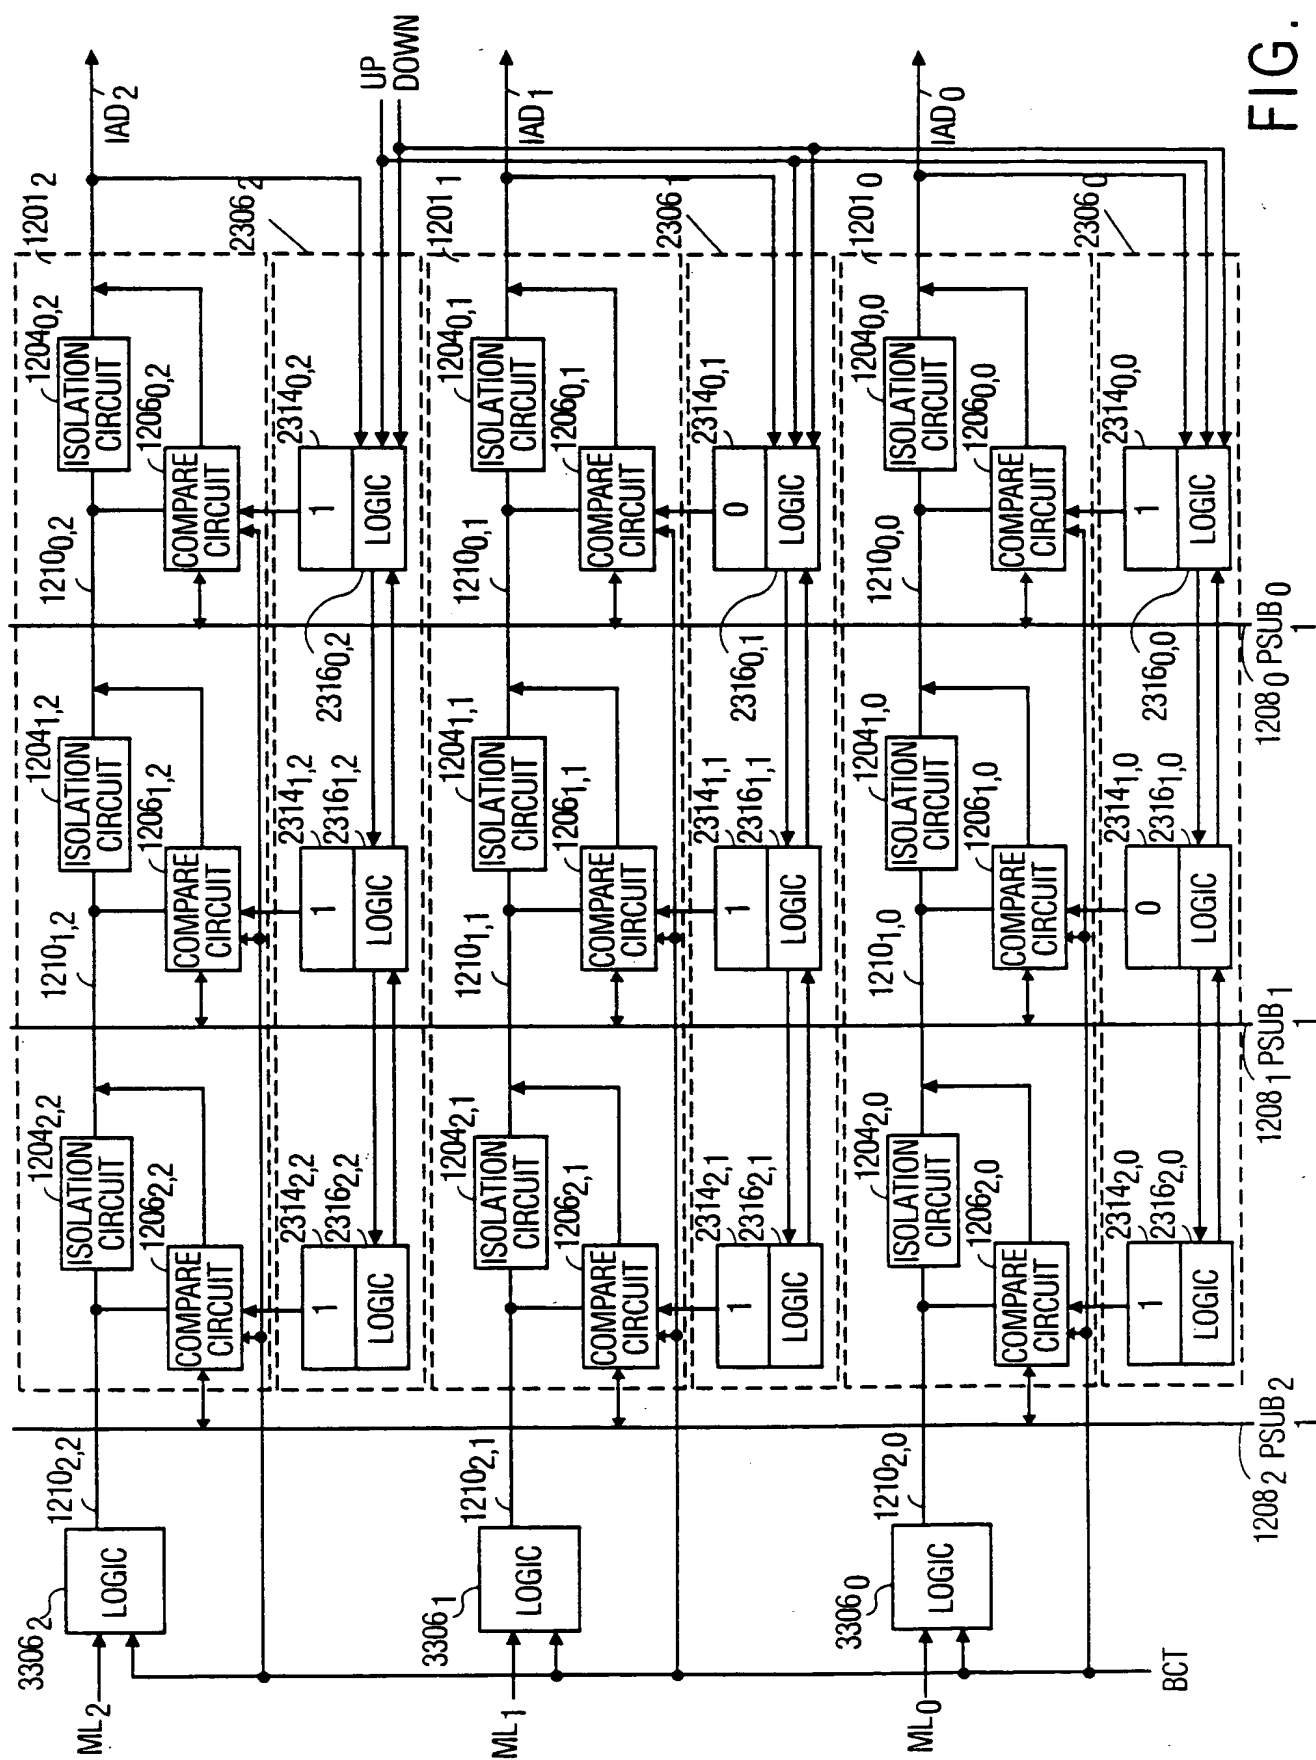 ML2
3306 2
LOGIC
1210 2,2
1204 2,2
ISOLATION
CIRCUIT
1206 2,2
COMPARE
CIRCUIT
1210 1,2
1204 1,2
ISOLATION
CIRCUIT
1206 1,2
COMPARE
CIRCUIT
1210 0,2
1204 0,2
ISOLATION
CIRCUIT
1206 0,2
COMPARE
CIRCUIT
1201 2
IAD2
2314 2,2
2316 2,2
1
LOGIC
2314 1,2
2316 1,2
1
LOGIC
2316 0,2
2314 0,2
1
LOGIC
2306 2
UP
DOWN
ML1
3306 1
LOGIC
1210 2,1
1204 2,1
ISOLATION
CIRCUIT
1206 2,1
COMPARE
CIRCUIT
1210 1,1
1204 1,1
ISOLATION
CIRCUIT
1206 1,1
COMPARE
CIRCUIT
1210 0,1
1204 0,1
ISOLATION
CIRCUIT
1206 0,1
COMPARE
CIRCUIT
1201 1
IAD1
2314 2,1
2316 2,1
1
LOGIC
2314 1,1
2316 1,1
1
LOGIC
2316 0,1
2314 0,1
0
LOGIC
2306 1
ML0
3306 0
LOGIC
1210 2,0
1204 2,0
ISOLATION
CIRCUIT
1206 2,0
COMPARE
CIRCUIT
1210 1,0
1204 1,0
ISOLATION
CIRCUIT
1206 1,0
COMPARE
CIRCUIT
1210 0,0
1204 0,0
ISOLATION
CIRCUIT
1206 0,0
COMPARE
CIRCUIT
1201 0
IAD0
2314 2,0
2316 2,0
1
LOGIC
2314 1,0
2316 1,0
0
LOGIC
2316 0,0
2314 0,0
1
LOGIC
2306 0
BCT
1208 2 PSUB2
1
1208 1 PSUB1
1
1208 0 PSUB0
1
FIG.